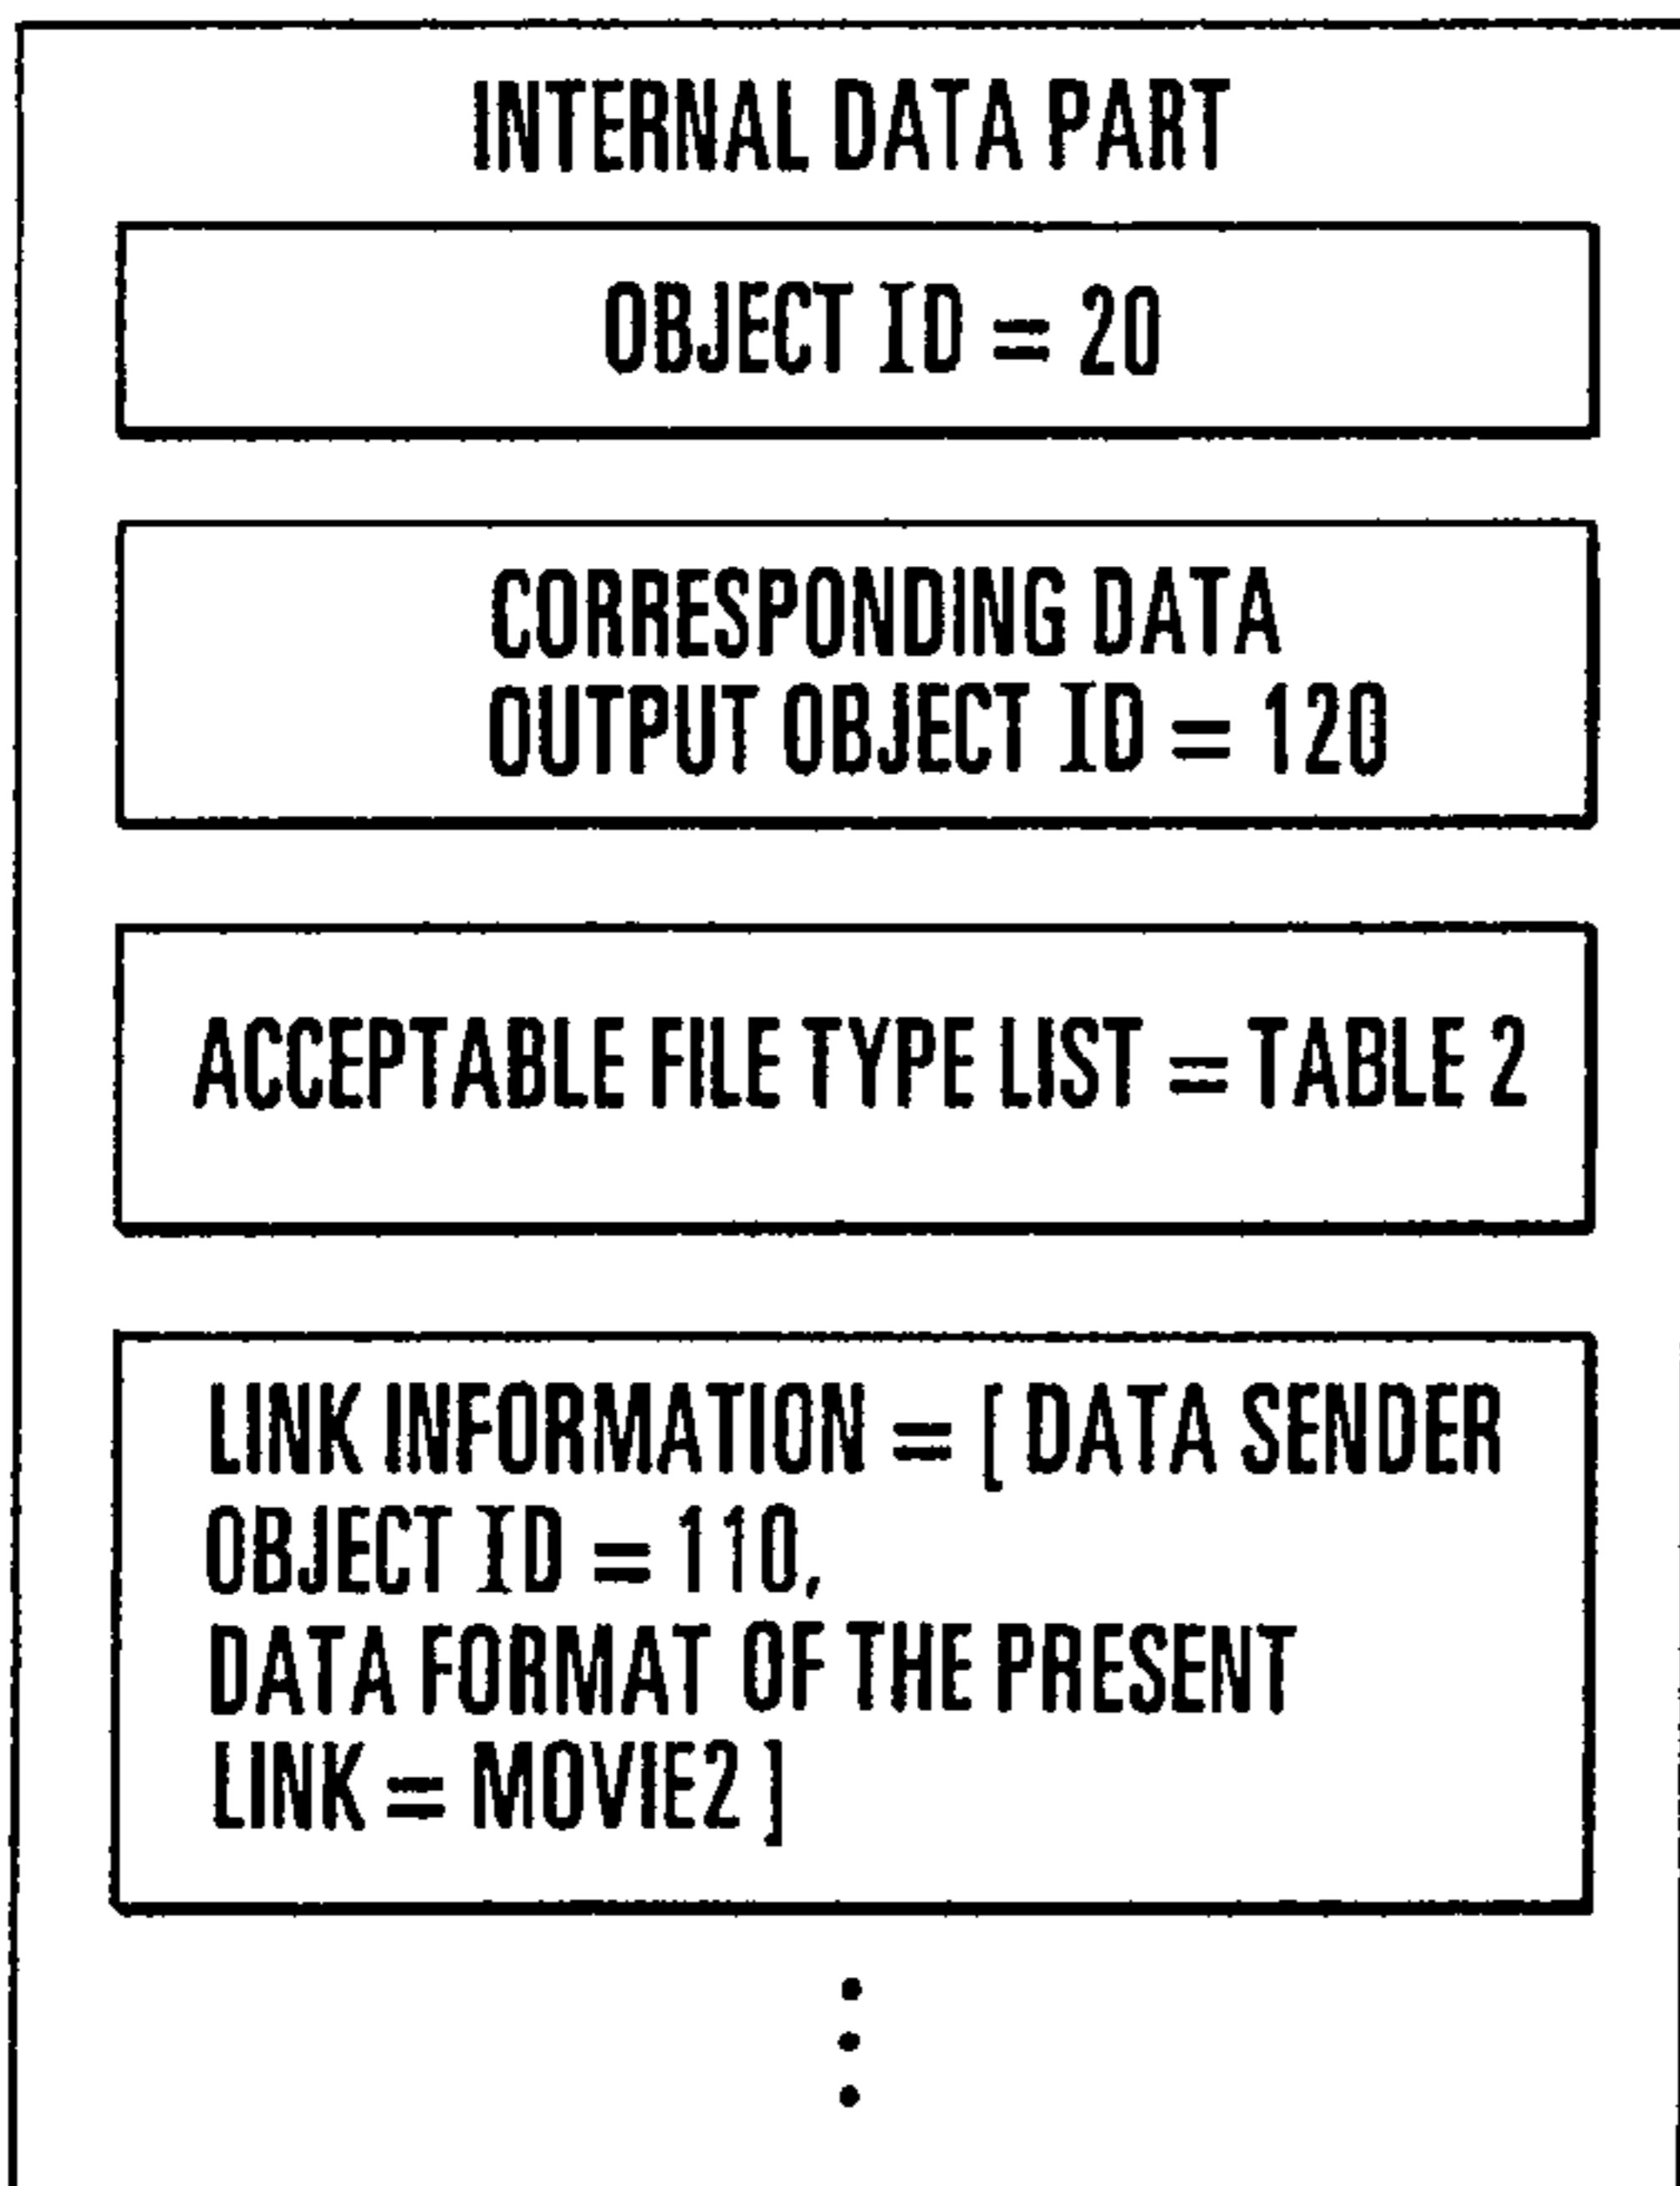 INTERNAL DATA PART
OBJECT ID = 20
CORRESPONDING DATA
OUTPUT OBJECT ID = 120
ACCEPTABLE FILE TYPE LIST = TABLE 2
LINK INFORMATION = [ DATA SENDER
OBJECT ID = 110,
DATA FORMAT OF THE PRESENT
LINK = MOVIE2 ]